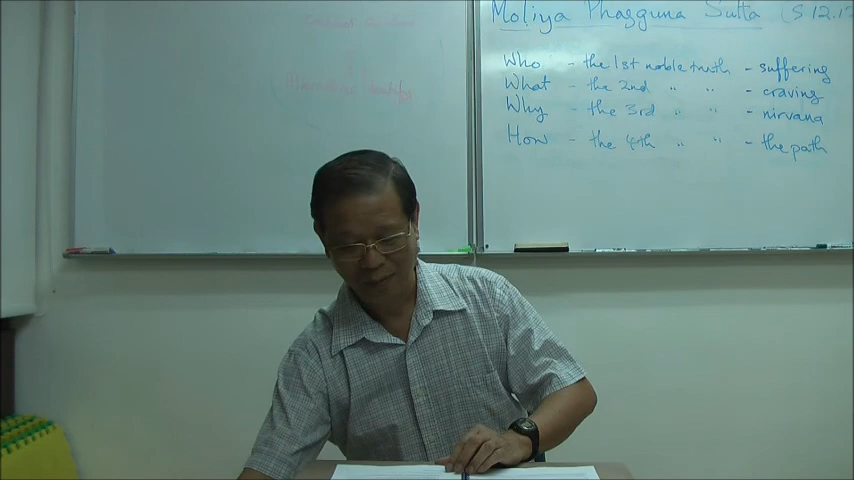 Moliya Phagguna Sutta (S 12.12
Who - the 1st noble truth - suffering
What - the 2nd " " - craving
Why - the 3rd " " - nirvana
How - the 4th " " - the path